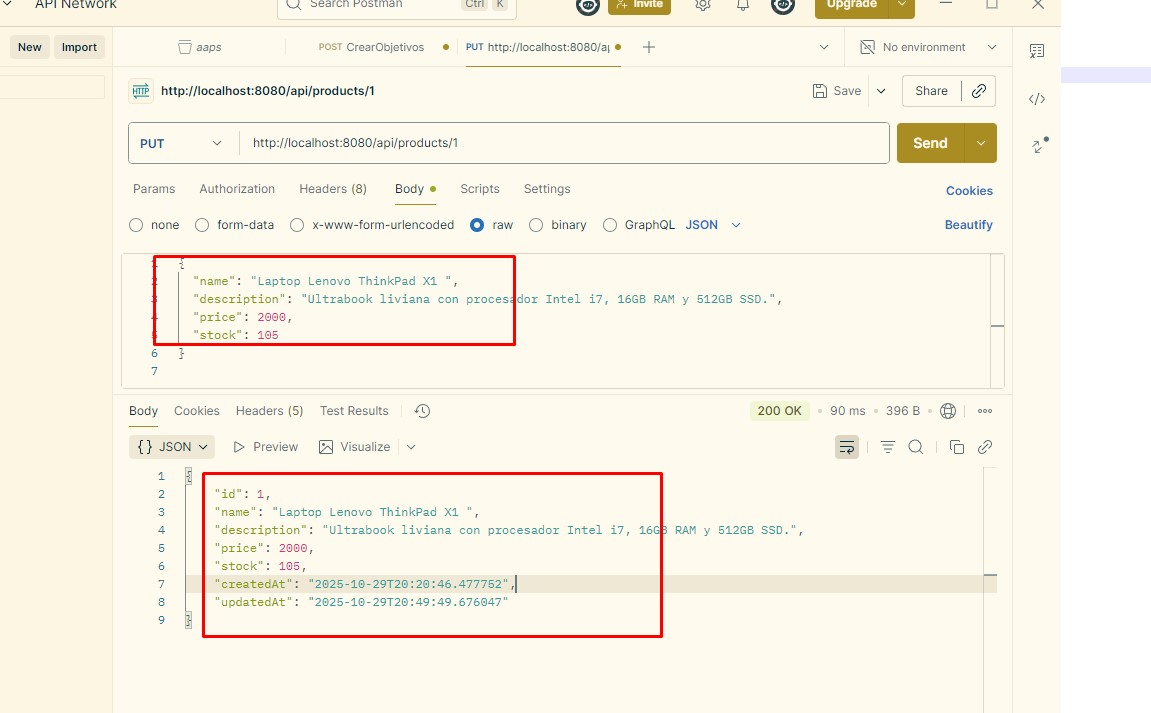 API Network
Search Postman
Ctrl K
Invite
Upgrade
New
Import
aaps
POST CrearObjetivos
PUT http://localhost:8080/a
No environment
HTTP http://localhost:8080/api/products/1
Save
Share
PUT
http://localhost:8080/api/products/1
Send
Params
Authorization
Headers (8)
Body
Scripts
Settings
Cookies
none
form-data
x-www-form-urlencoded
raw
binary
GraphQL
JSON
Beautify
1 {
2 "name": "Laptop Lenovo ThinkPad X1 ",
3 "description": "Ultrabook liviana con procesador Intel i7, 16GB RAM y 512GB SSD.",
4 "price": 2000,
5 "stock": 105
6 }
7
Body
Cookies
Headers (5)
Test Results
200 OK • 90 ms • 396 B
{} JSON
Preview
Visualize
1 {
2 "id": 1,
3 "name": "Laptop Lenovo ThinkPad X1 ",
4 "description": "Ultrabook liviana con procesador Intel i7, 16GB RAM y 512GB SSD.",
5 "price": 2000,
6 "stock": 105,
7 "createdAt": "2025-10-29T20:20:46.477752",
8 "updatedAt": "2025-10-29T20:49:49.676047"
9 }